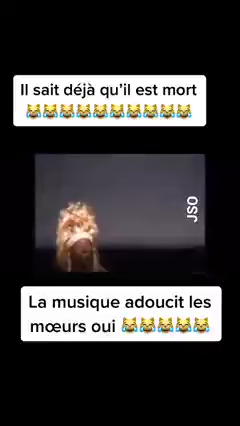 Il sait déjà qu’il est mort
😹😹😹😹😹😹😹😹😹😹
JSO
La musique adoucit les
mœurs oui 😹😹😹😹😹